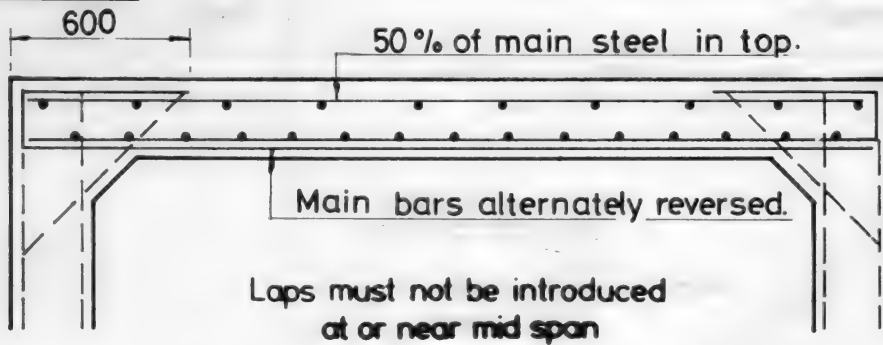 600
50% of main steel in top.
Main bars alternately reversed.
Laps must not be introduced
at or near mid span